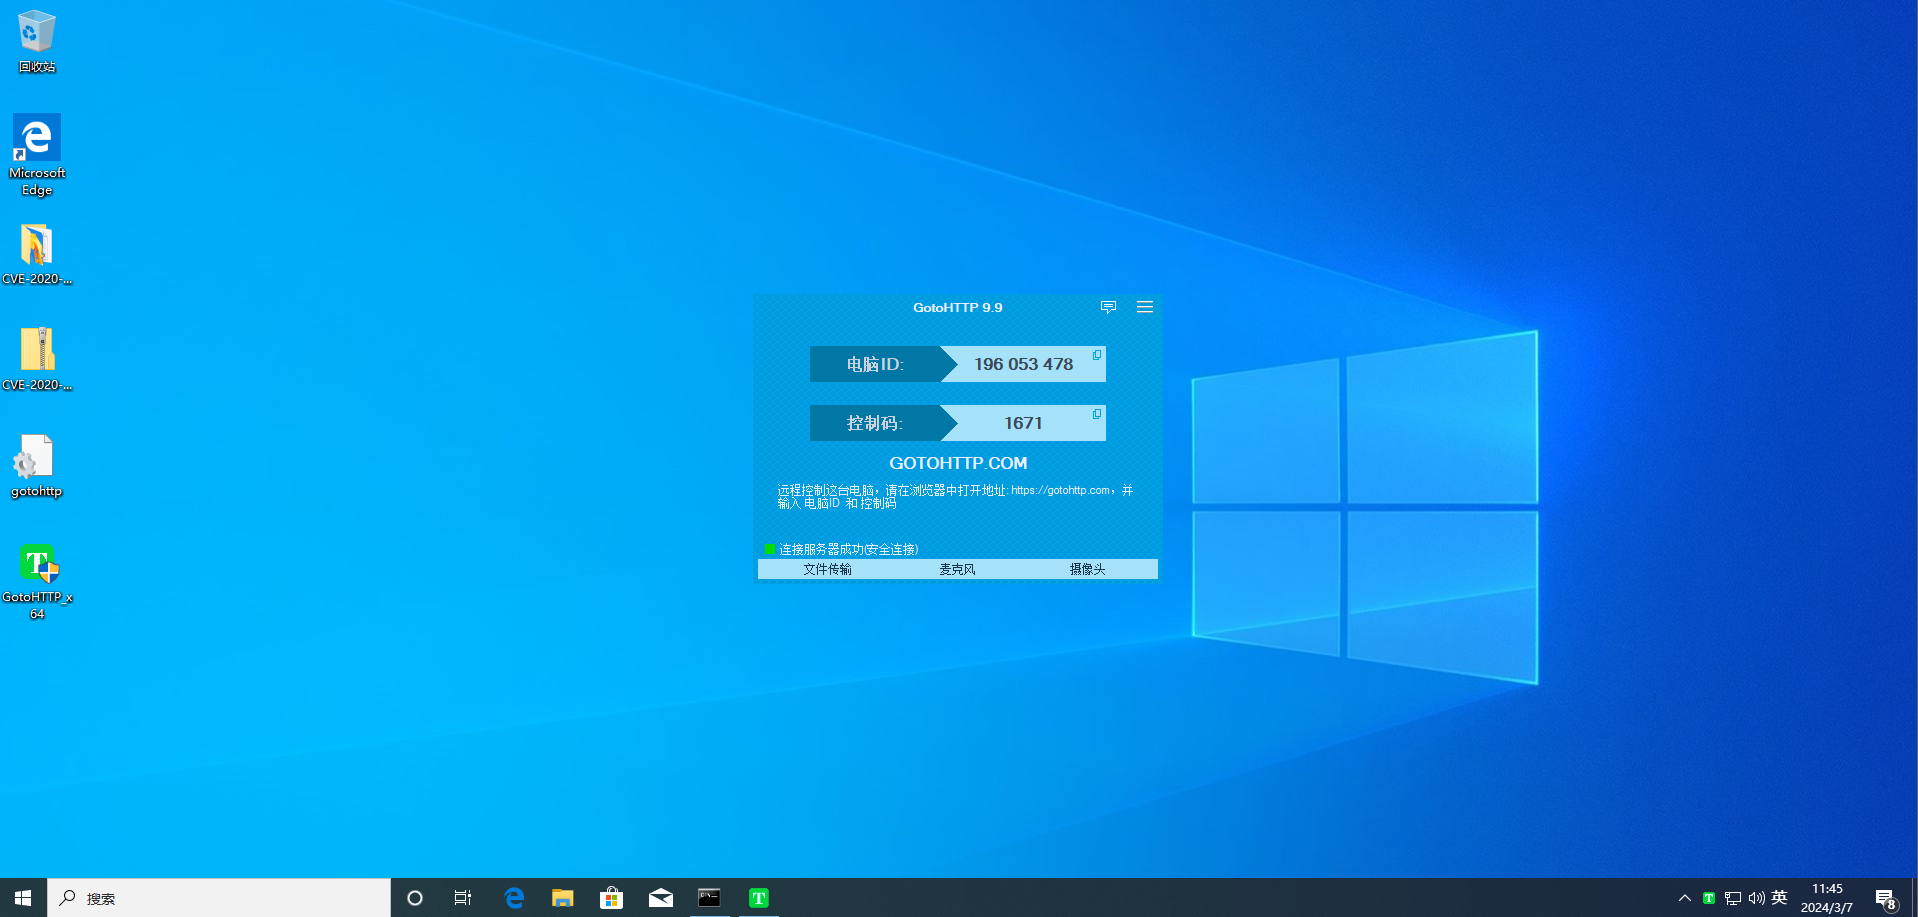 回收站
Microsoft
Edge
CVE-2020-...
CVE-2020-...
gotohttp
GotoHTTP_x
64
GotoHTTP 9.9
电脑ID:
196 053 478
控制码:
1671
GOTOHTTP.COM
远程控制这台电脑，请在浏览器中打开地址: https://gotohttp.com，并
输入 电脑ID 和 控制码
连接服务器成功(安全连接)
文件传输 麦克风 摄像头
搜索
英
11:45
2024/3/7
8